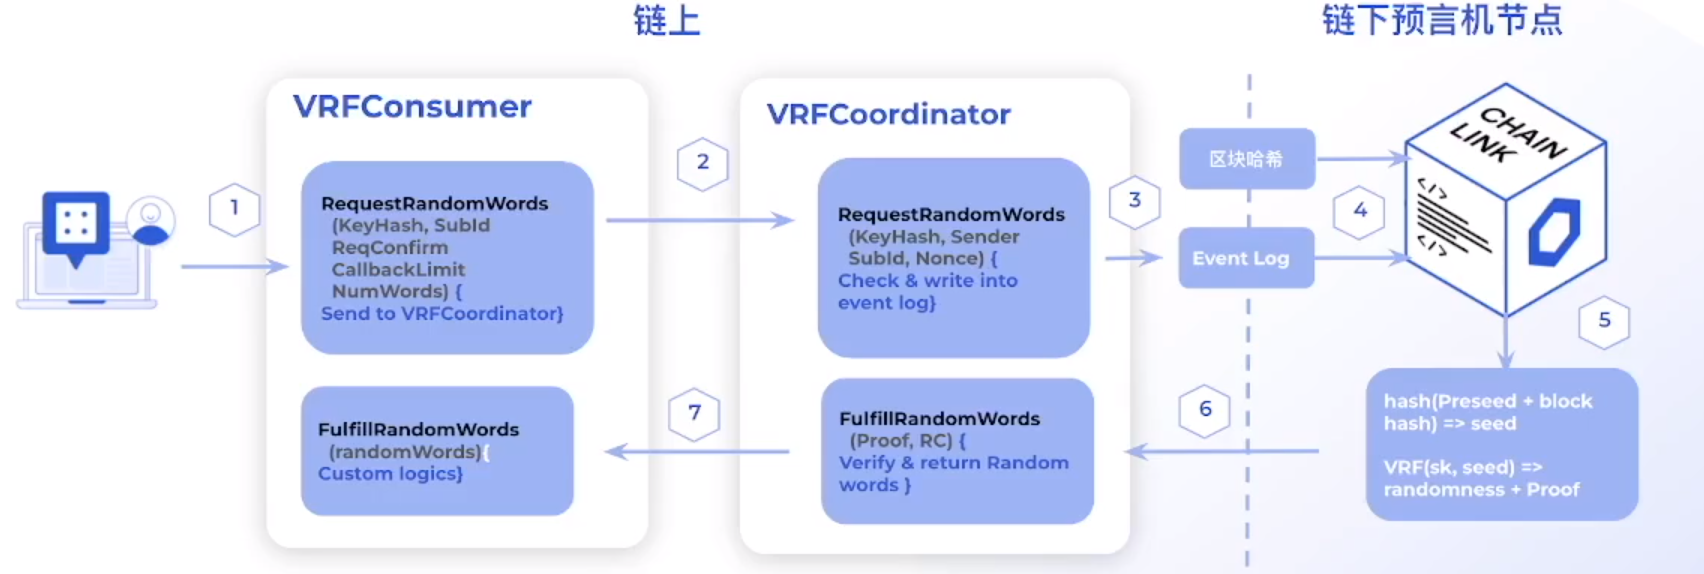 链上
链下预言机节点
VRFConsumer
1
RequestRandomWords
(KeyHash, SubId
ReqConfirm
CallbackLimit
NumWords) {
Send to VRFCoordinator}
FulfillRandomWords
(randomWords){
Custom logics}
2
7
VRFCoordinator
RequestRandomWords
(KeyHash, Sender
SubId, Nonce) {
Check & write into
event log}
FulfillRandomWords
(Proof, RC) {
Verify & return Random
words }
3
区块哈希
Event Log
4
CHAIN
LINK
</>
</>
5
hash(Preseed + block
hash) => seed
VRF(sk, seed) =>
randomness + Proof
6